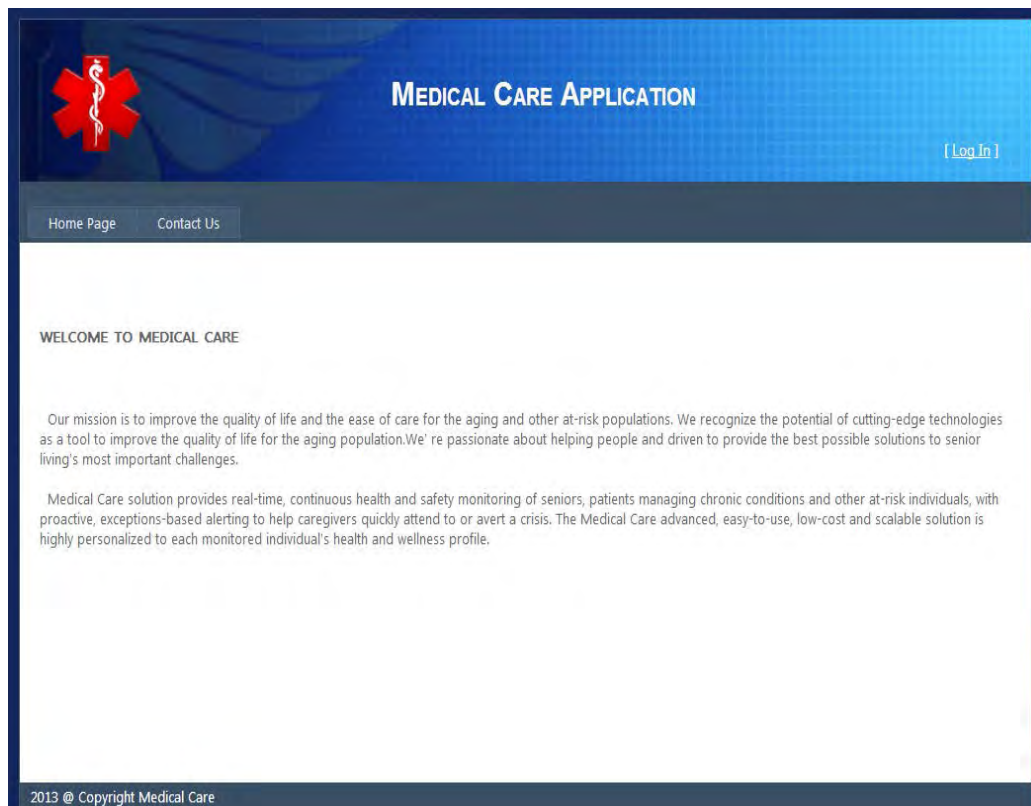 MEDICAL CARE APPLICATION
[ Log In ]
Home Page Contact Us
WELCOME TO MEDICAL CARE
Our mission is to improve the quality of life and the ease of care for the aging and other at-risk populations. We recognize the potential of cutting-edge technologies
as a tool to improve the quality of life for the aging population.We' re passionate about helping people and driven to provide the best possible solutions to senior
living's most important challenges.
Medical Care solution provides real-time, continuous health and safety monitoring of seniors, patients managing chronic conditions and other at-risk individuals, with
proactive, exceptions-based alerting to help caregivers quickly attend to or avert a crisis. The Medical Care advanced, easy-to-use, low-cost and scalable solution is
highly personalized to each monitored individual's health and wellness profile.
2013 @ Copyright Medical Care